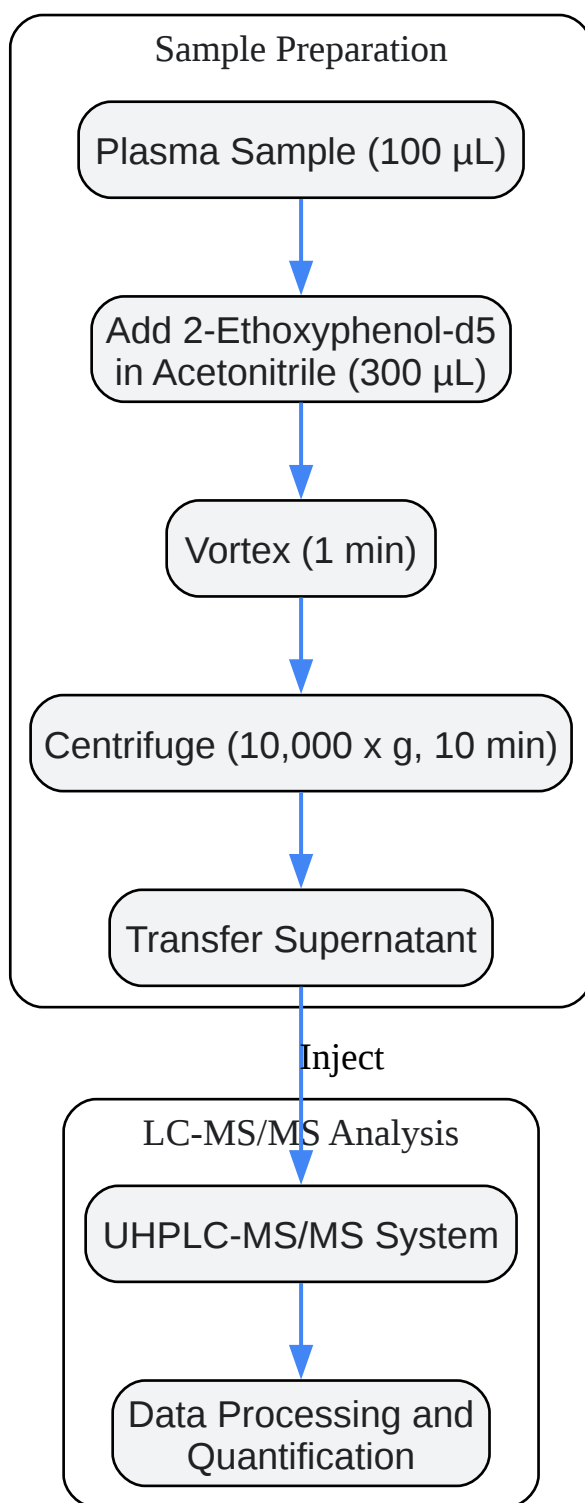 Sample Preparation
Plasma Sample (100 µL)
Add 2-Ethoxyphenol-d5
in Acetonitrile (300 µL)
Vortex (1 min)
Centrifuge (10,000 x g, 10 min)
Transfer Supernatant
Inject
LC-MS/MS Analysis
UHPLC-MS/MS System
Data Processing and
Quantification